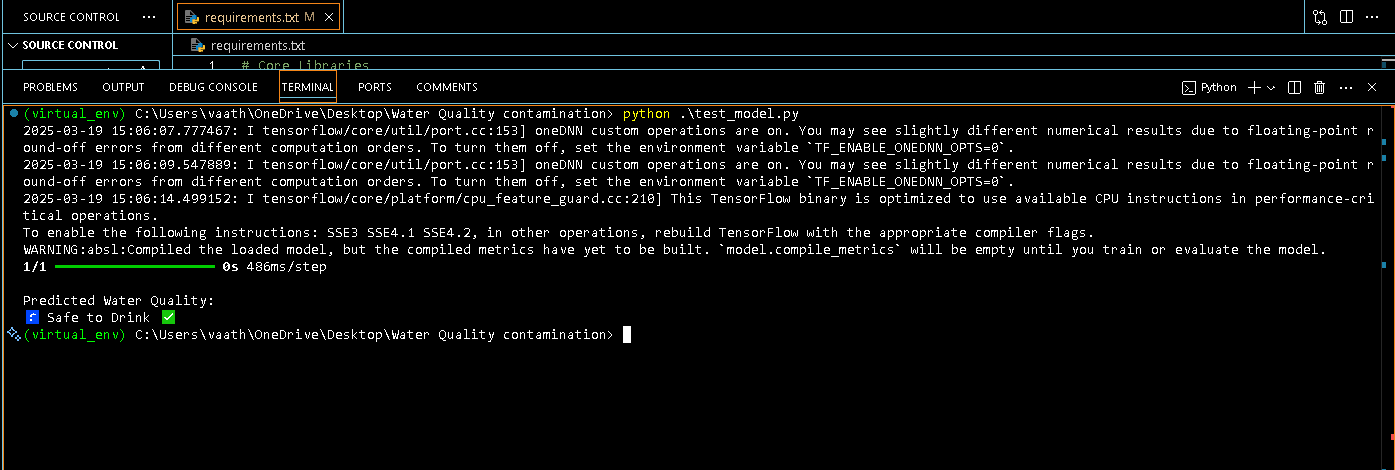 SOURCE CONTROL ...
requirements.txt M
SOURCE CONTROL
requirements.txt
1 # Core Libraries
PROBLEMS OUTPUT DEBUG CONSOLE TERMINAL PORTS COMMENTS Python
(virtual_env) C:\Users\vaath\OneDrive\Desktop\Water Quality contamination> python .\test_model.py
2025-03-19 15:06:07.777467: I tensorflow/core/util/port.cc:153] oneDNN custom operations are on. You may see slightly different numerical results due to floating-point r
ound-off errors from different computation orders. To turn them off, set the environment variable `TF_ENABLE_ONEDNN_OPTS=0`.
2025-03-19 15:06:09.547889: I tensorflow/core/util/port.cc:153] oneDNN custom operations are on. You may see slightly different numerical results due to floating-point r
ound-off errors from different computation orders. To turn them off, set the environment variable `TF_ENABLE_ONEDNN_OPTS=0`.
2025-03-19 15:06:14.499152: I tensorflow/core/platform/cpu_feature_guard.cc:210] This TensorFlow binary is optimized to use available CPU instructions in performance-cri
tical operations.
To enable the following instructions: SSE3 SSE4.1 SSE4.2, in other operations, rebuild TensorFlow with the appropriate compiler flags.
WARNING:absl:Compiled the loaded model, but the compiled metrics have yet to be built. `model.compile_metrics` will be empty until you train or evaluate the model.
1/1 0s 486ms/step
Predicted Water Quality:
🚰 Safe to Drink ✅
(virtual_env) C:\Users\vaath\OneDrive\Desktop\Water Quality contamination>